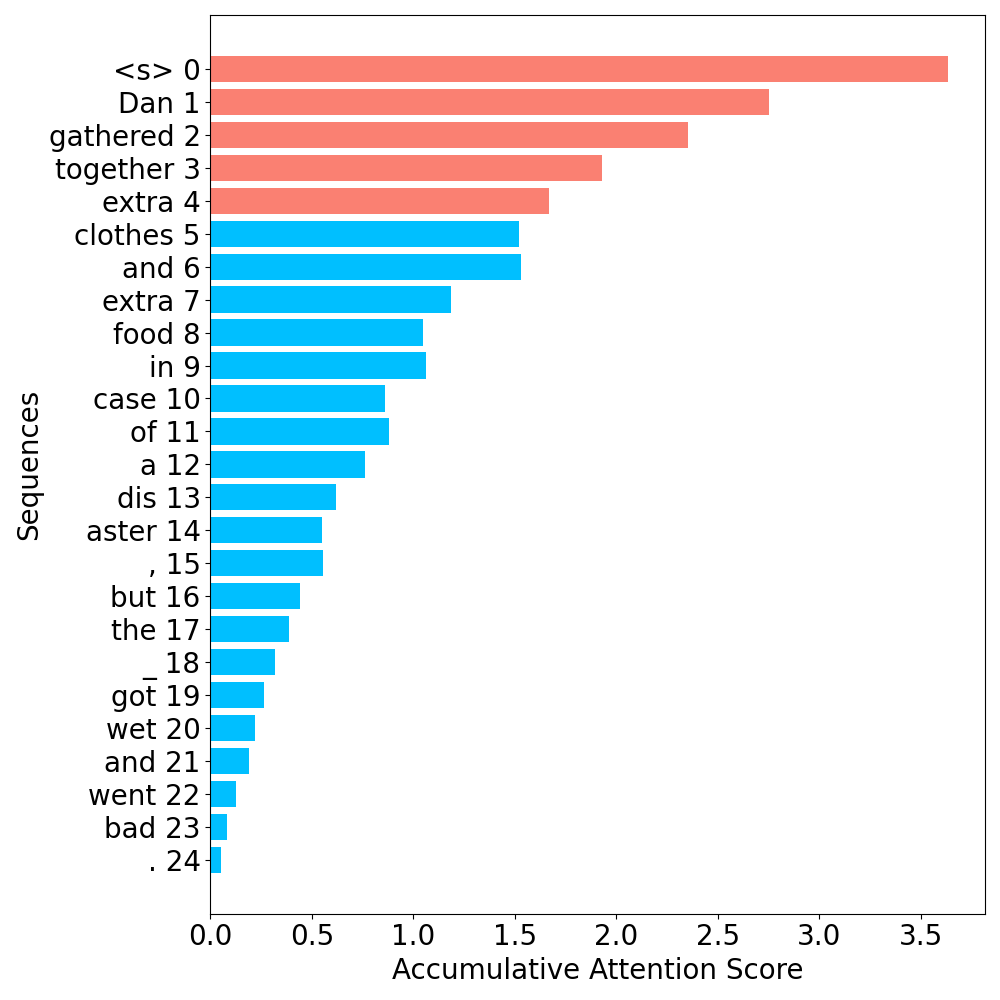 <s> 0
Dan 1
gathered 2
together 3
extra 4
clothes 5
and 6
extra 7
food 8
in 9
case 10
of 11
a 12
dis 13
aster 14
, 15
but 16
the 17
_ 18
got 19
wet 20
and 21
went 22
bad 23
. 24
Sequences
0.0 0.5 1.0 1.5 2.0 2.5 3.0 3.5
Accumulative Attention Score